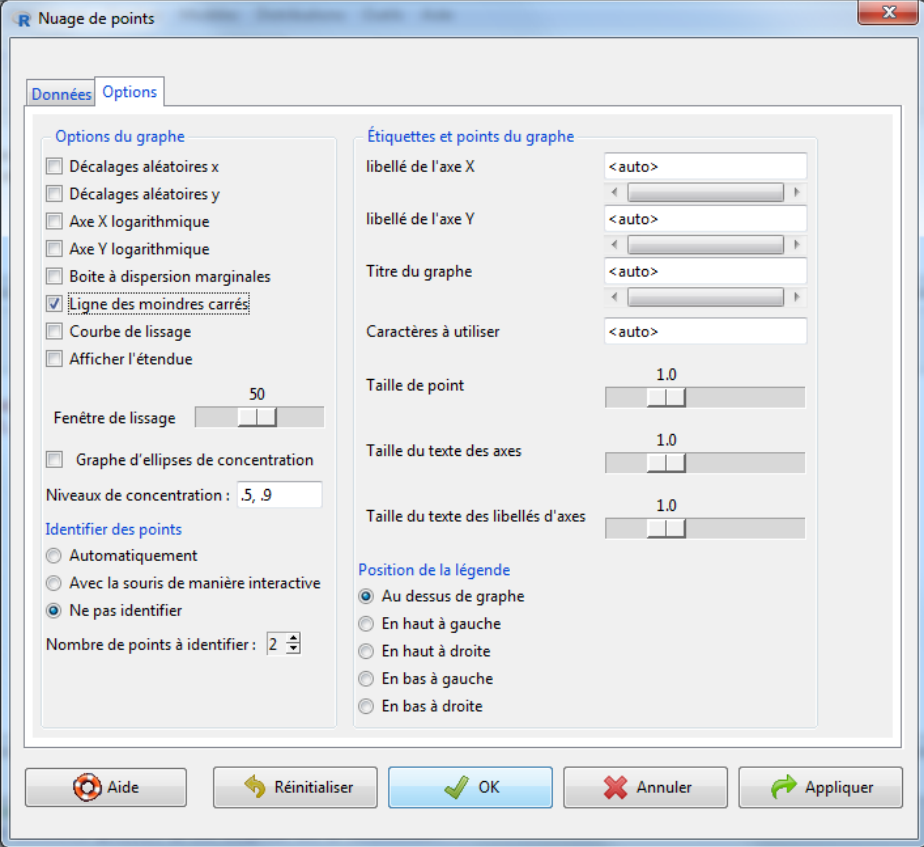 Nuage de points
Données
Options
Options du graphe
Décalages aléatoires x
Décalages aléatoires y
Axe X logarithmique
Axe Y logarithmique
Boite à dispersion marginales
Ligne des moindres carrés
Courbe de lissage
Afficher l'étendue
Fenêtre de lissage
50
Graphe d'ellipses de concentration
Niveaux de concentration : .5, .9
Identifier des points
Automatiquement
Avec la souris de manière interactive
Ne pas identifier
Nombre de points à identifier : 2
Étiquettes et points du graphe
libellé de l'axe X <auto>
libellé de l'axe Y <auto>
Titre du graphe <auto>
Caractères à utiliser <auto>
Taille de point
1.0
Taille du texte des axes
1.0
Taille du texte des libellés d'axes
1.0
Position de la légende
Au dessus de graphe
En haut à gauche
En haut à droite
En bas à gauche
En bas à droite
Aide
Réinitialiser
OK
Annuler
Appliquer